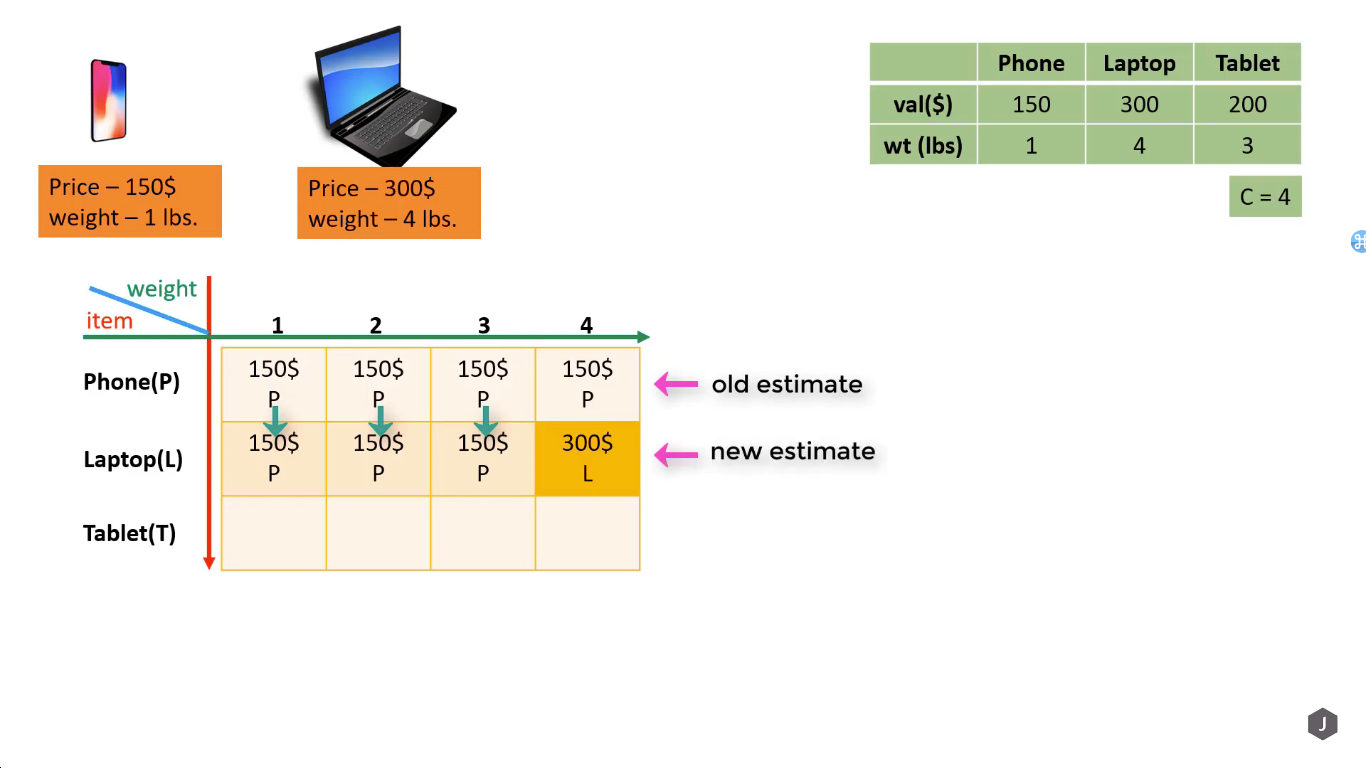 Phone Laptop Tablet
val($) 150 300 200
wt (lbs) 1 4 3
C = 4
Price – 150$
weight – 1 lbs.
Price – 300$
weight – 4 lbs.
weight
item
1 2 3 4
Phone(P)
150$ 150$ 150$ 150$
P P P P
old estimate
Laptop(L)
150$ 150$ 150$ 300$
P P P L
new estimate
Tablet(T)
J